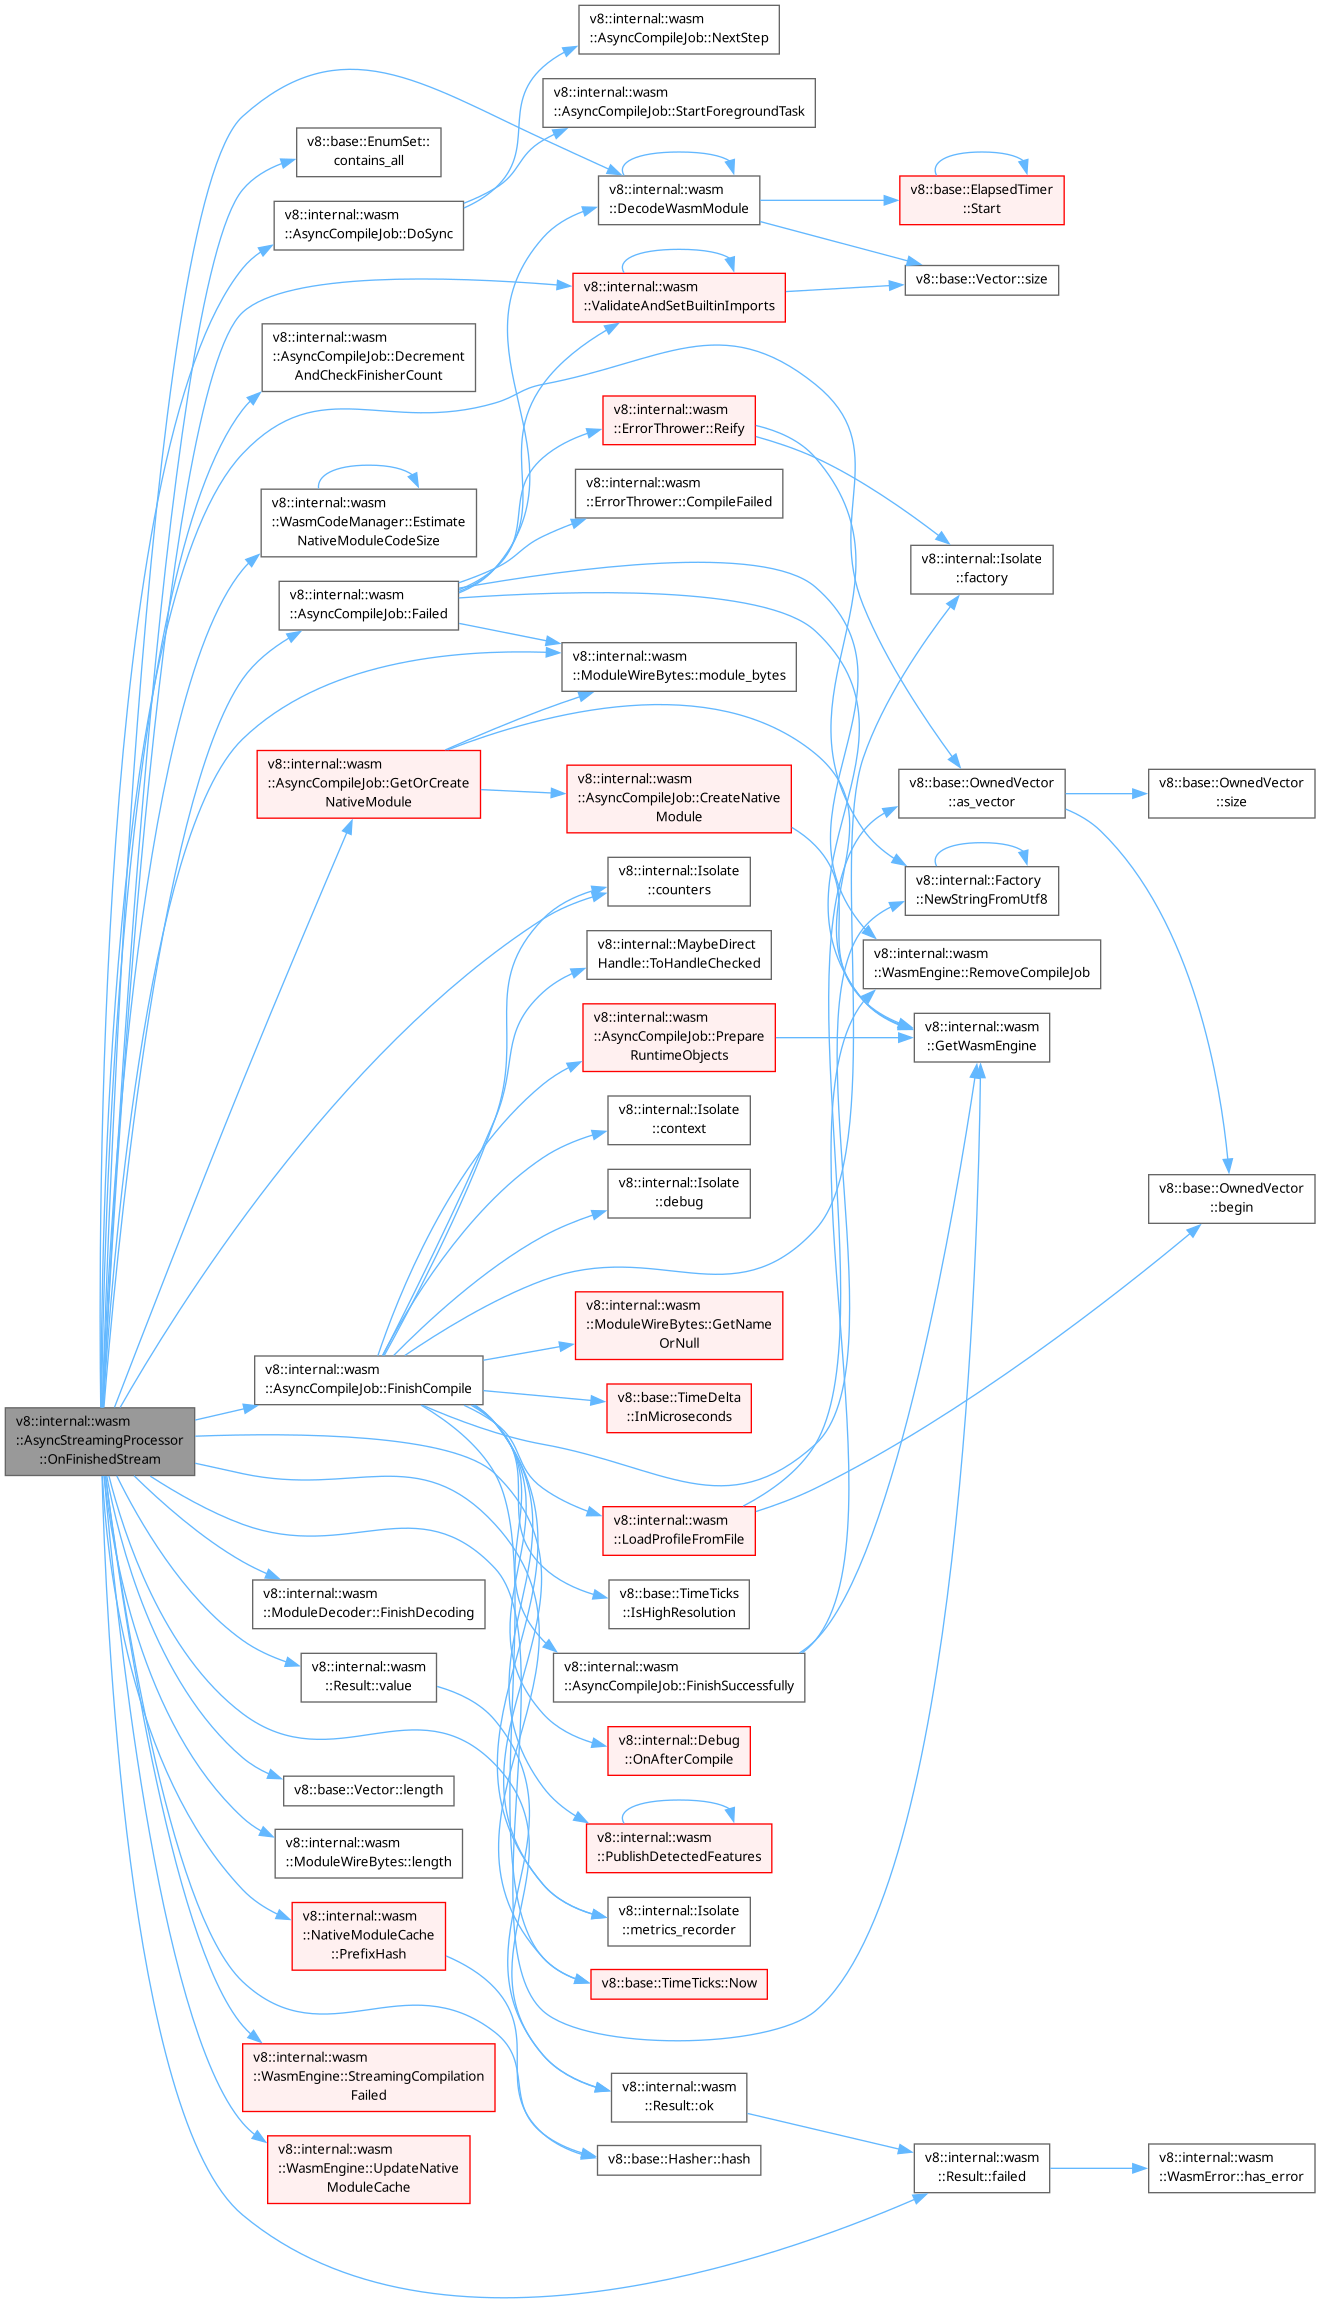 v8::internal::wasm
::AsyncCompileJob::NextStep
v8::internal::wasm
::AsyncCompileJob::StartForegroundTask
v8::base::EnumSet::
contains_all
v8::internal::wasm
::DecodeWasmModule
v8::base::ElapsedTimer
::Start
v8::internal::wasm
::AsyncCompileJob::DoSync
v8::base::Vector::size
v8::internal::wasm
::ValidateAndSetBuiltinImports
v8::internal::wasm
::AsyncCompileJob::Decrement
AndCheckFinisherCount
v8::internal::wasm
::ErrorThrower::Reify
v8::internal::wasm
::ErrorThrower::CompileFailed
v8::internal::wasm
::WasmCodeManager::Estimate
NativeModuleCodeSize
v8::internal::Isolate
::factory
v8::internal::wasm
::AsyncCompileJob::Failed
v8::internal::wasm
::ModuleWireBytes::module_bytes
v8::internal::wasm
::AsyncCompileJob::GetOrCreate
NativeModule
v8::internal::wasm
::AsyncCompileJob::CreateNative
Module
v8::base::OwnedVector
::as_vector
v8::base::OwnedVector
::size
v8::internal::Isolate
::counters
v8::internal::Factory
::NewStringFromUtf8
v8::internal::MaybeDirect
Handle::ToHandleChecked
v8::internal::wasm
::WasmEngine::RemoveCompileJob
v8::internal::wasm
::AsyncCompileJob::Prepare
RuntimeObjects
v8::internal::wasm
::GetWasmEngine
v8::internal::Isolate
::context
v8::internal::Isolate
::debug
v8::base::OwnedVector
::begin
v8::internal::wasm
::ModuleWireBytes::GetName
OrNull
v8::internal::wasm
::AsyncCompileJob::FinishCompile
v8::base::TimeDelta
::InMicroseconds
v8::internal::wasm
::AsyncStreamingProcessor
::OnFinishedStream
v8::internal::wasm
::LoadProfileFromFile
v8::internal::wasm
::ModuleDecoder::FinishDecoding
v8::base::TimeTicks
::IsHighResolution
v8::internal::wasm
::Result::value
v8::internal::wasm
::AsyncCompileJob::FinishSuccessfully
v8::internal::Debug
::OnAfterCompile
v8::base::Vector::length
v8::internal::wasm
::ModuleWireBytes::length
v8::internal::wasm
::PublishDetectedFeatures
v8::internal::wasm
::NativeModuleCache
::PrefixHash
v8::internal::Isolate
::metrics_recorder
v8::base::TimeTicks::Now
v8::internal::wasm
::WasmEngine::StreamingCompilation
Failed
v8::internal::wasm
::Result::ok
v8::internal::wasm
::WasmEngine::UpdateNative
ModuleCache
v8::base::Hasher::hash
v8::internal::wasm
::Result::failed
v8::internal::wasm
::WasmError::has_error